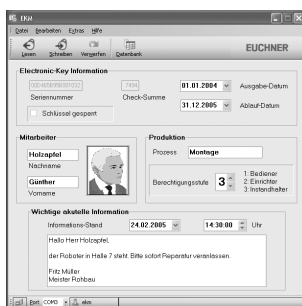 EKM
Datei Bearbeiten Extras Hilfe
Lesen Schreiben Verwerfen Datenbank
EUCHNER
Electronic-Key Information
01.01.2004 Ausgabe-Datum
Seriennummer Check-Summe
31.12.2005 Ablauf-Datum
Schlüssel gesperrt
Mitarbeiter
Holzapfel
Nachname
Günther
Vorname
Produktion
Prozess Montage
Berechtigungsstufe 3
1: Bediener
2: Einrichter
3: Instandhalter
Wichtige akutelle Information
Informations-Stand 24.02.2005 14:30:00 Uhr
Hallo Herr Holzapfel,
der Roboter in Halle 7 steht. Bitte sofort Reparatur veranlassen.
Fritz Müller
Meister Rohbau
Port COM3 ekm